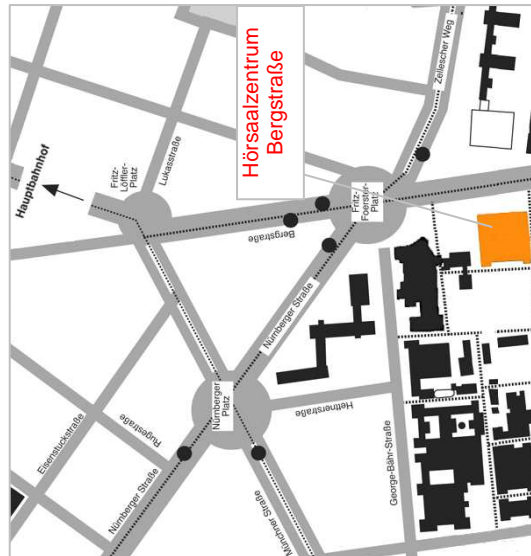 Hörsaalzentrum
Bergstraße
Zellescher Weg
Hauptbahnhof
Fritz-
Löffler-
Platz
Lukasstraße
Bergstraße
Fritz-
Foerster-
Platz
Nürnberger Straße
Nürnberger
Platz
Hettnerstraße
George-Bähr-Straße
Eisenstuckstraße
Rugestraße
Nürnberger Straße
Münchner Straße